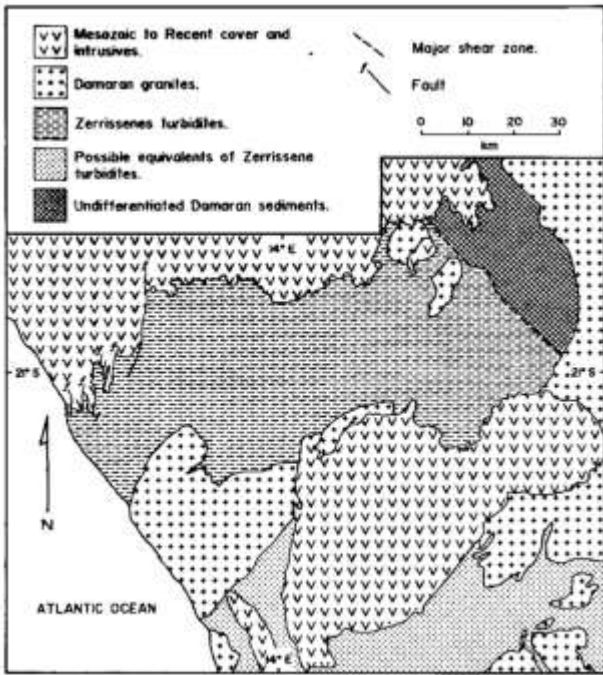 Mesozoic to Recent cover and
intrusives.
Damaran granites.
Zerrissenes turbidites.
Possible equivalents of Zerrissene
turbidites.
Undifferentiated Damaran sediments.
Major shear zone.
f
Fault
0 10 20 30
km
14° E
21° S
21° S
N
ATLANTIC OCEAN
14° E